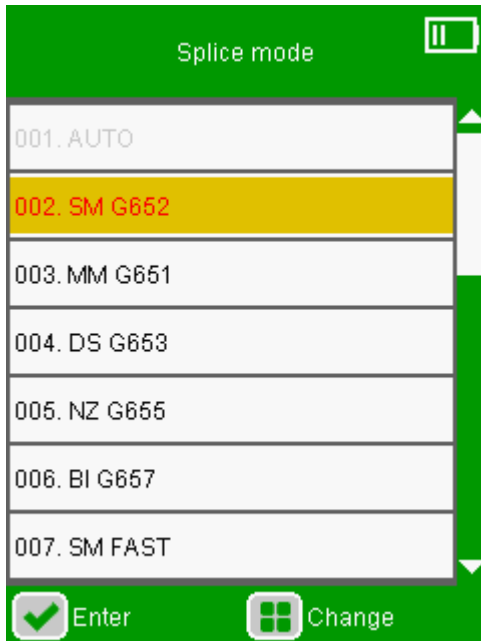 Splice mode
001. AUTO
002. SM G652
003. MM G651
004. DS G653
005. NZ G655
006. BI G657
007. SM FAST
Enter Change